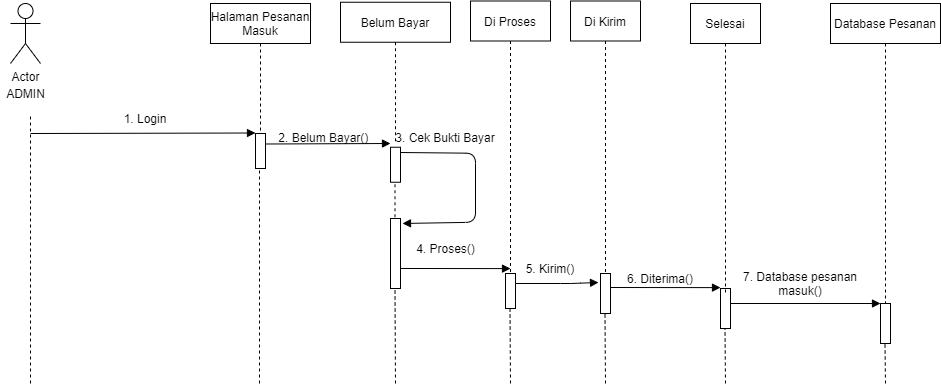 Halaman Pesanan
Masuk
Belum Bayar
Di Proses
Di Kirim
Selesai
Database Pesanan
Actor
ADMIN
1. Login
2. Belum Bayar()
3. Cek Bukti Bayar
4. Proses()
5. Kirim()
6. Diterima()
7. Database pesanan
masuk()